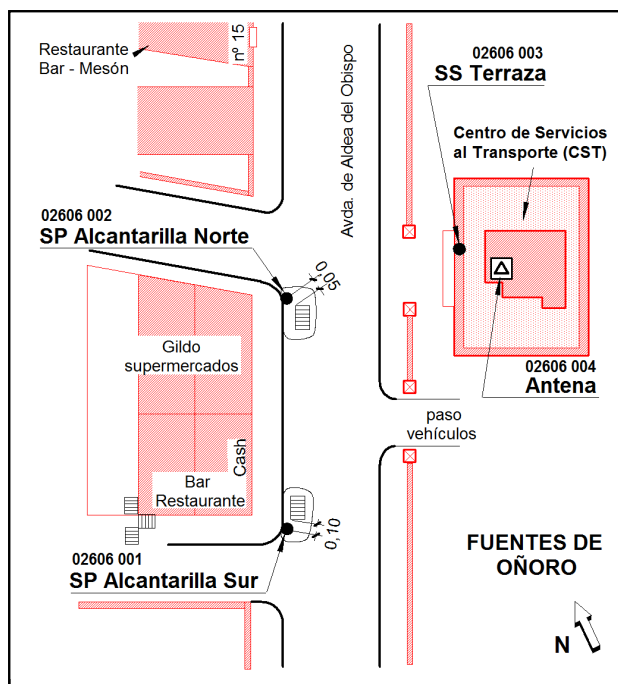 Restaurante
Bar - Mesón
nº 15
Avda. de Aldea del Obispo
02606 003
SS Terraza
Centro de Servicios
al Transporte (CST)
02606 002
SP Alcantarilla Norte
0,05
Gildo
supermercados
02606 004
Antena
paso
vehículos
Cash
Bar
Restaurante
0,10
02606 001
SP Alcantarilla Sur
FUENTES DE
OÑORO
N